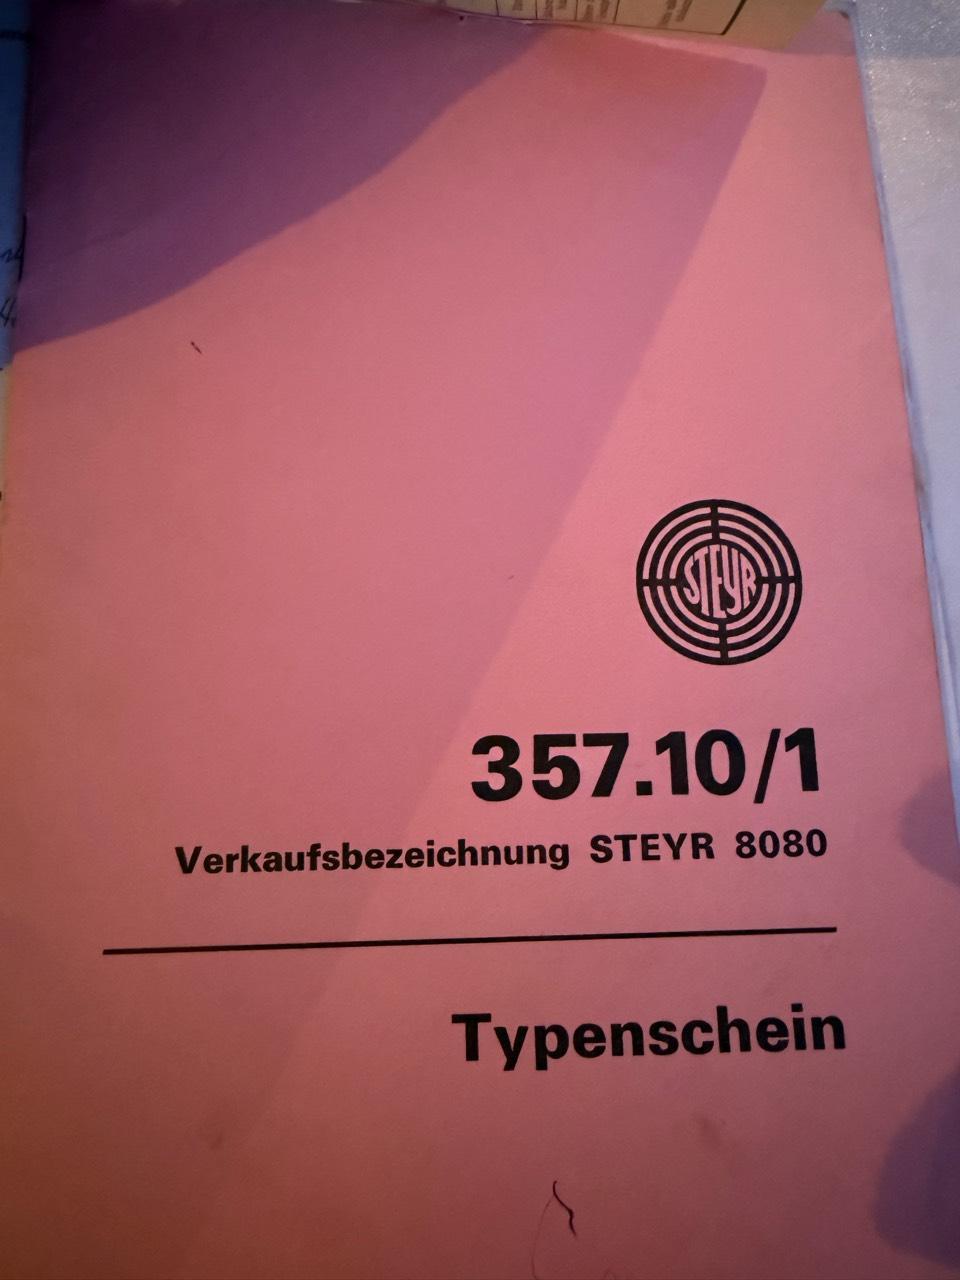 STEYR
357.10/1
Verkaufsbezeichnung STEYR 8080
Typenschein